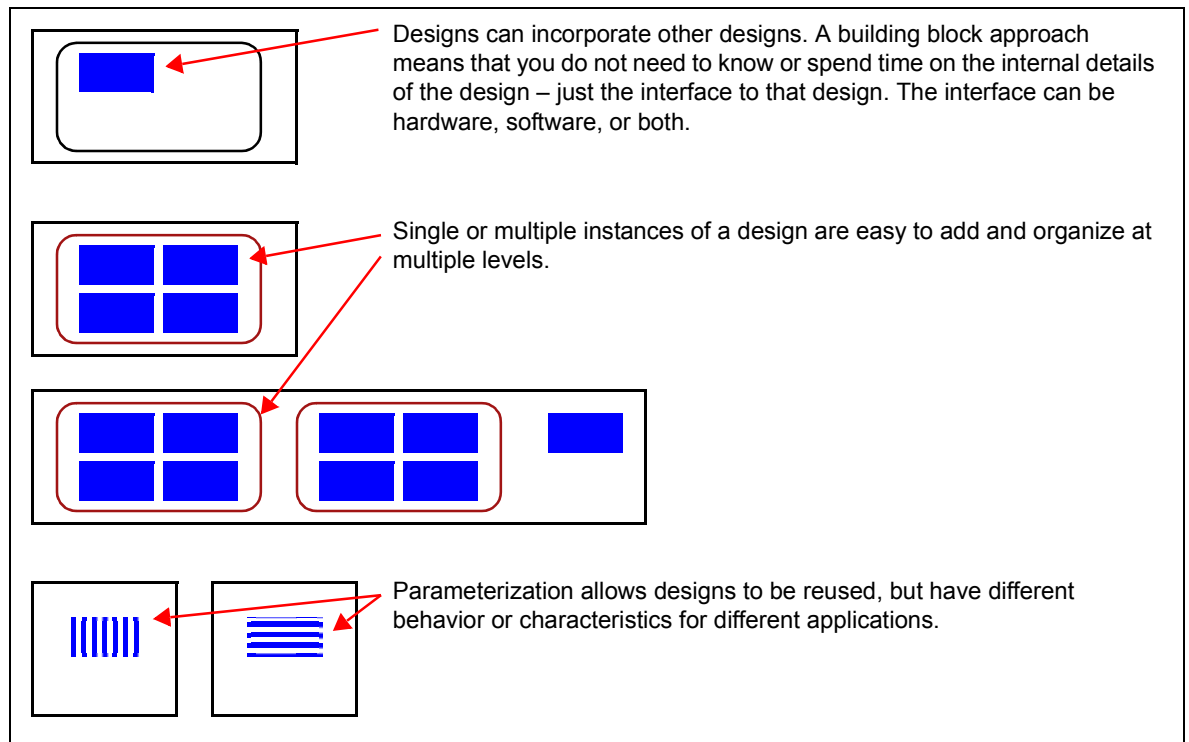 Designs can incorporate other designs. A building block approach
means that you do not need to know or spend time on the internal details
of the design – just the interface to that design. The interface can be
hardware, software, or both.
Single or multiple instances of a design are easy to add and organize at
multiple levels.
Parameterization allows designs to be reused, but have different
behavior or characteristics for different applications.